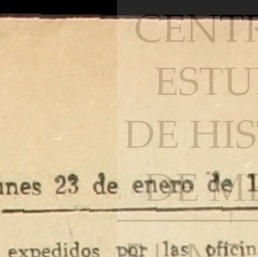 CENTR
ESTU
DE HIS
unes 23 de enero de 1
DE M
expedidos por las oficin